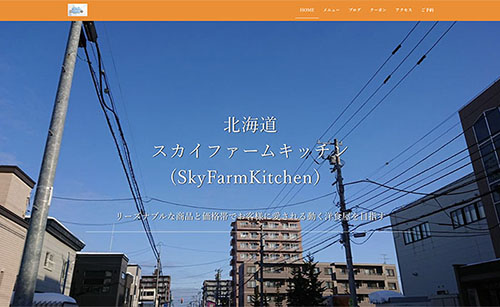 HOME メニュー ブログ クーポン アクセス ご予約
北海道
スカイファームキッチン
(SkyFarmKitchen)
リーズナブルな商品と価格帯でお客様に愛される動く洋食屋を目指す